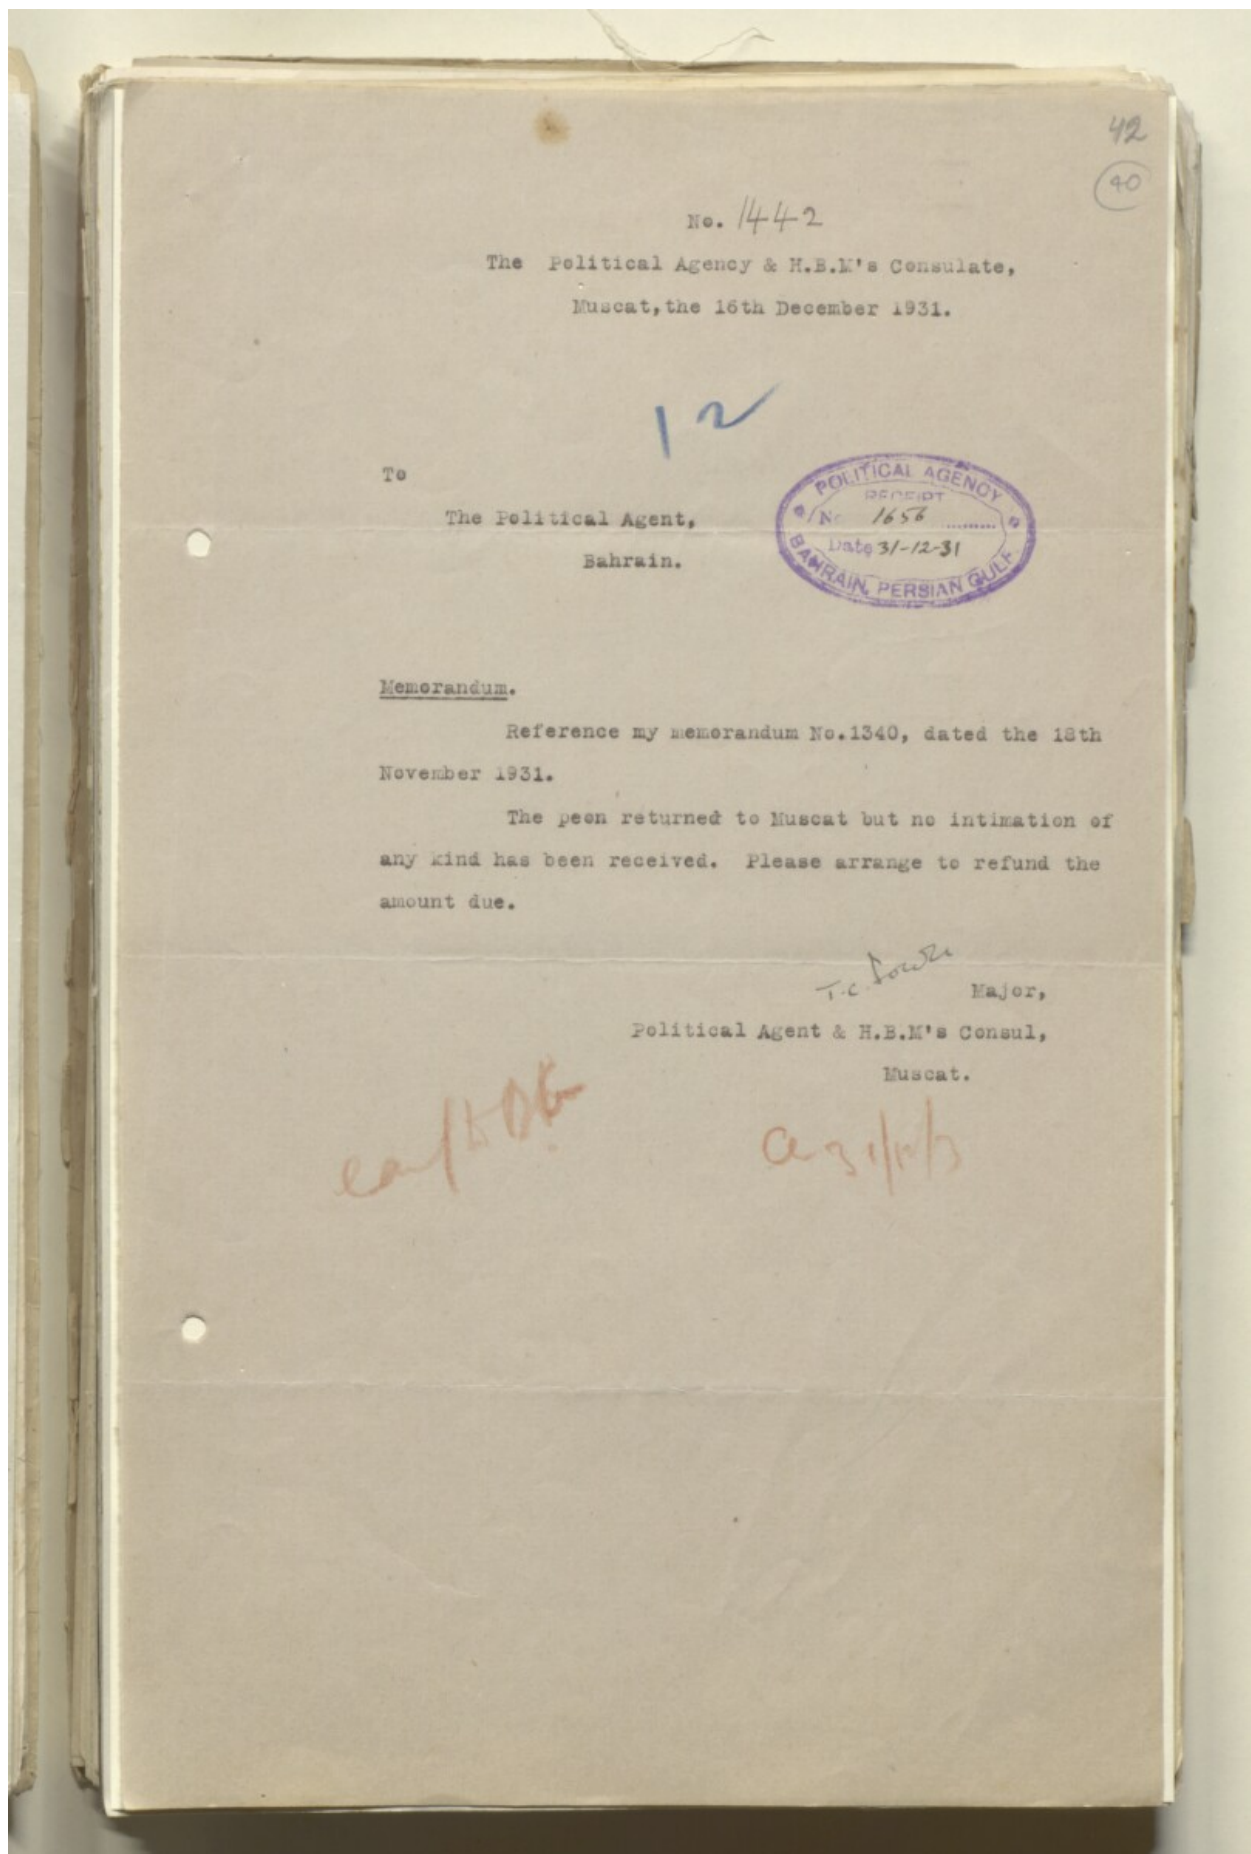 42
40
No. 1442
The Political Agency & H.B.M's Consulate,
Muscat, the 16th December 1931.
12
To
The Political Agent,
Bahrain.
POLITICAL AGENCY
RECEIPT
No 1656
Date 31-12-31
BAHRAIN, PERSIAN GULF
Memorandum.
Reference my memorandum No.1340, dated the 18th
November 1931.
The peon returned to Muscat but no intimation of
any kind has been received. Please arrange to refund the
amount due.
T.C. Fowle
Major,
Political Agent & H.B.M's Consul,
Muscat.